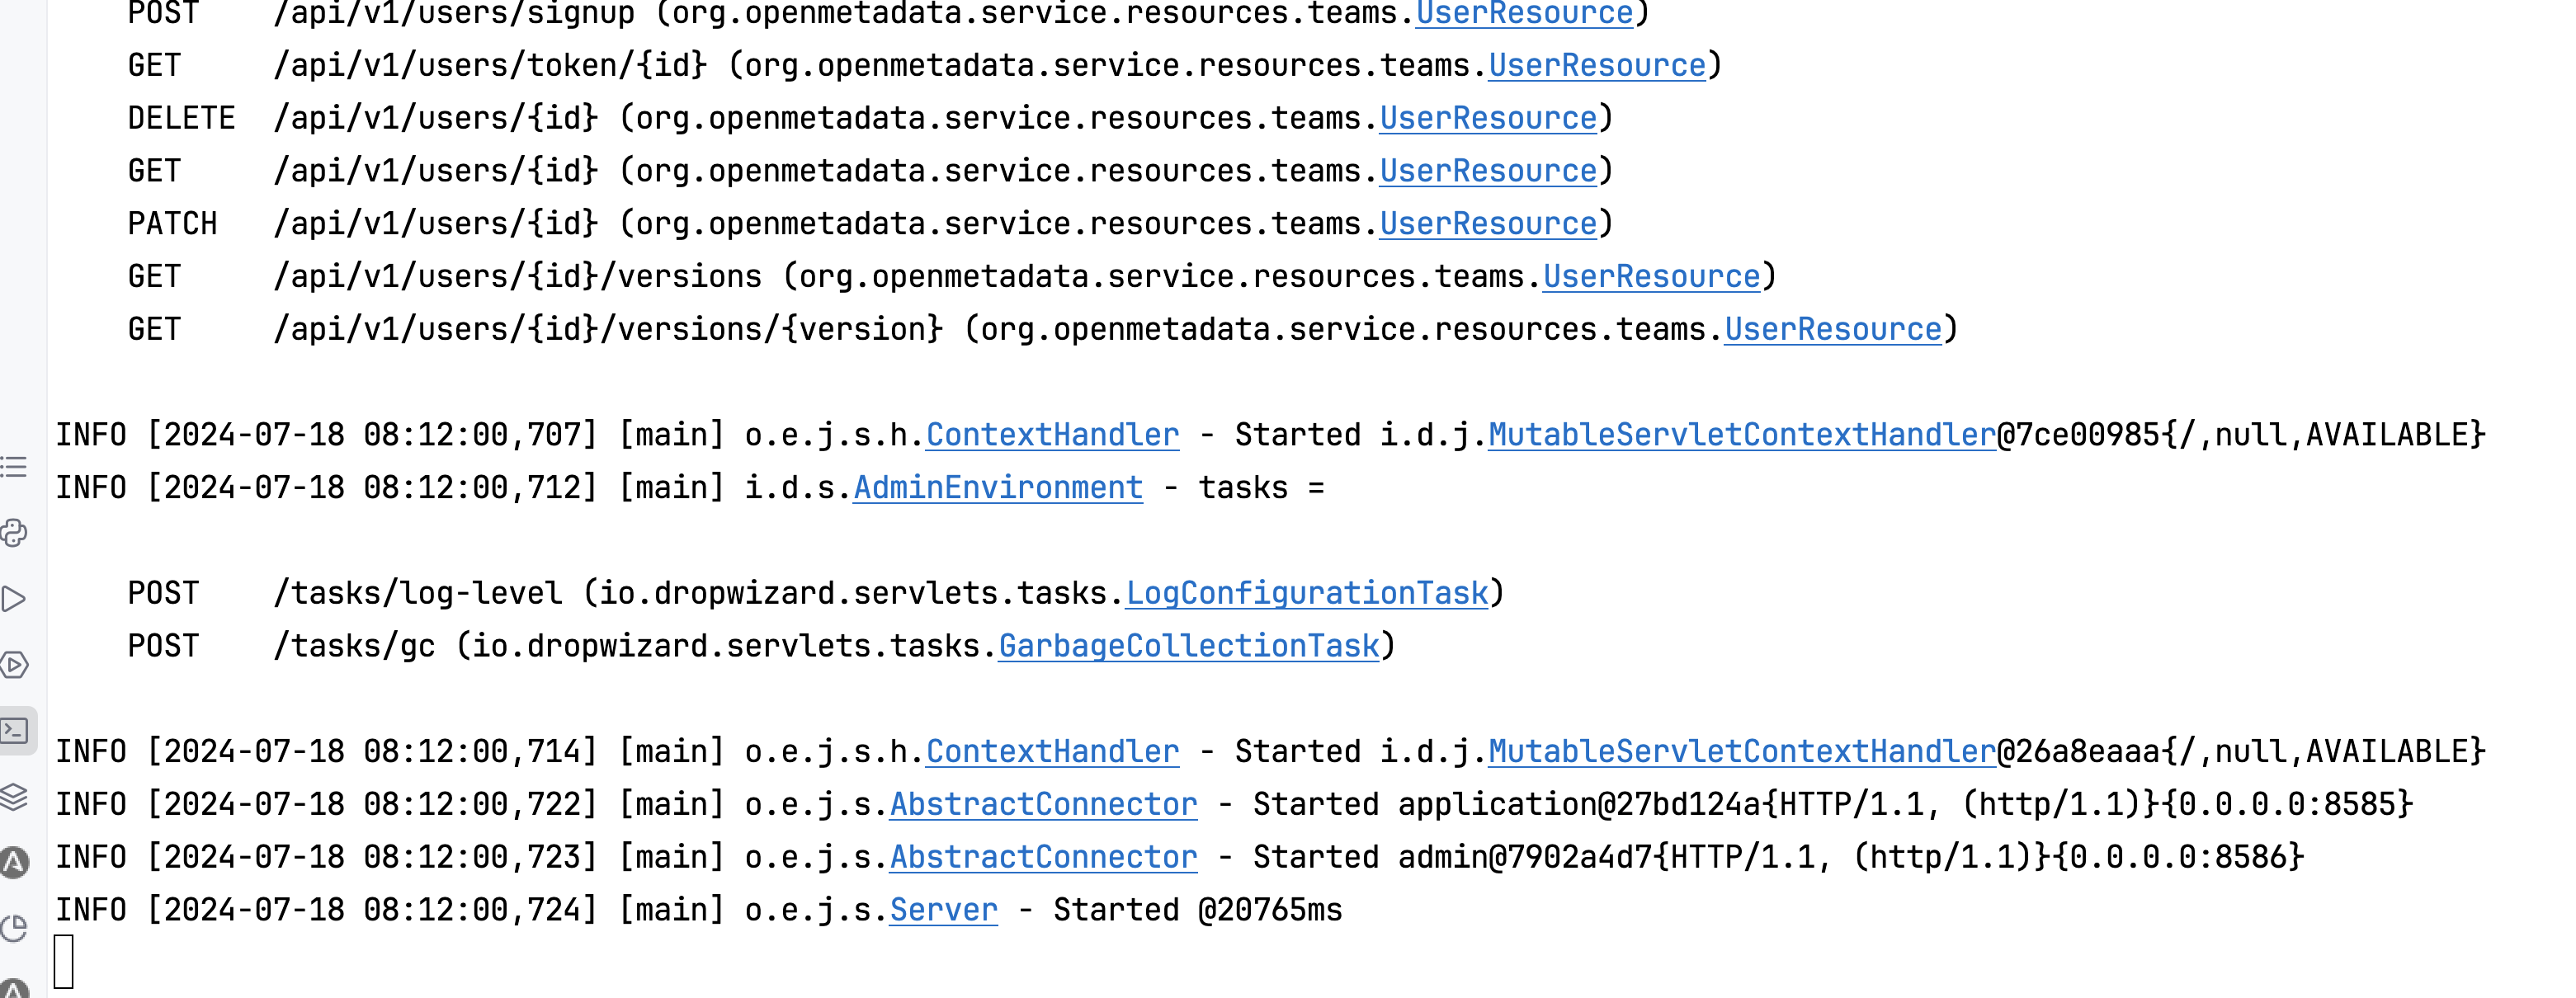 POST /api/v1/users/signup (org.openmetadata.service.resources.teams.UserResource)
GET /api/v1/users/token/{id} (org.openmetadata.service.resources.teams.UserResource)
DELETE /api/v1/users/{id} (org.openmetadata.service.resources.teams.UserResource)
GET /api/v1/users/{id} (org.openmetadata.service.resources.teams.UserResource)
PATCH /api/v1/users/{id} (org.openmetadata.service.resources.teams.UserResource)
GET /api/v1/users/{id}/versions (org.openmetadata.service.resources.teams.UserResource)
GET /api/v1/users/{id}/versions/{version} (org.openmetadata.service.resources.teams.UserResource)
INFO [2024-07-18 08:12:00,707] [main] o.e.j.s.h.ContextHandler - Started i.d.j.MutableServletContextHandler@7ce00985{/,null,AVAILABLE}
INFO [2024-07-18 08:12:00,712] [main] i.d.s.AdminEnvironment - tasks =
POST /tasks/log-level (io.dropwizard.servlets.tasks.LogConfigurationTask)
POST /tasks/gc (io.dropwizard.servlets.tasks.GarbageCollectionTask)
INFO [2024-07-18 08:12:00,714] [main] o.e.j.s.h.ContextHandler - Started i.d.j.MutableServletContextHandler@26a8eaaa{/,null,AVAILABLE}
INFO [2024-07-18 08:12:00,722] [main] o.e.j.s.AbstractConnector - Started application@27bd124a{HTTP/1.1, (http/1.1)}{0.0.0.0:8585}
INFO [2024-07-18 08:12:00,723] [main] o.e.j.s.AbstractConnector - Started admin@7902a4d7{HTTP/1.1, (http/1.1)}{0.0.0.0:8586}
INFO [2024-07-18 08:12:00,724] [main] o.e.j.s.Server - Started @20765ms